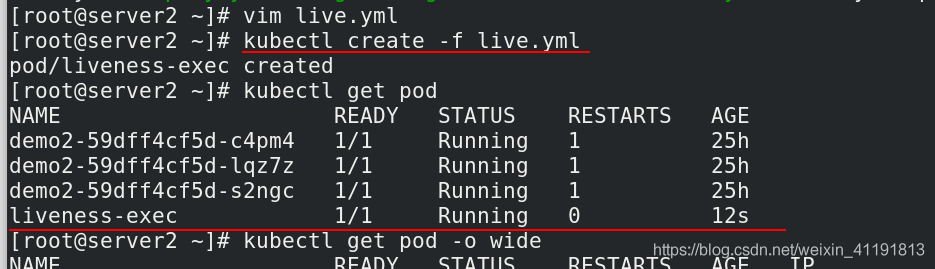 [root@server2 ~]# vim live.yml
[root@server2 ~]# kubectl create -f live.yml
pod/liveness-exec created
[root@server2 ~]# kubectl get pod
NAME READY STATUS RESTARTS AGE
demo2-59dff4cf5d-c4pm4 1/1 Running 1 25h
demo2-59dff4cf5d-lqz7z 1/1 Running 1 25h
demo2-59dff4cf5d-s2ngc 1/1 Running 1 25h
liveness-exec 1/1 Running 0 12s
[root@server2 ~]# kubectl get pod -o wide
https://blog.csdn.net/weixin_41191813
NAME READY STATUS RESTARTS AGE IP